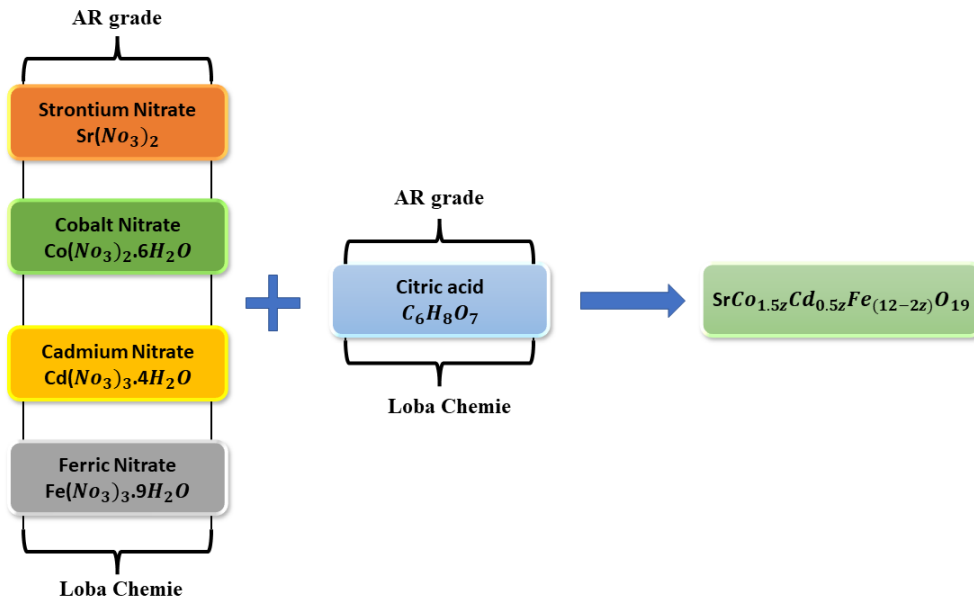 AR grade
Strontium Nitrate
Sr(No₃)₂
Cobalt Nitrate
Co(No₃)₂.6H₂O
Cadmium Nitrate
Cd(No₃)₃.4H₂O
Ferric Nitrate
Fe(No₃)₃.9H₂O
Loba Chemie
AR grade
Citric acid
C₆H₈O₇
Loba Chemie
SrCo₁.₅zCd₀.₅zFe₍₁₂₋₂z₎O₁₉